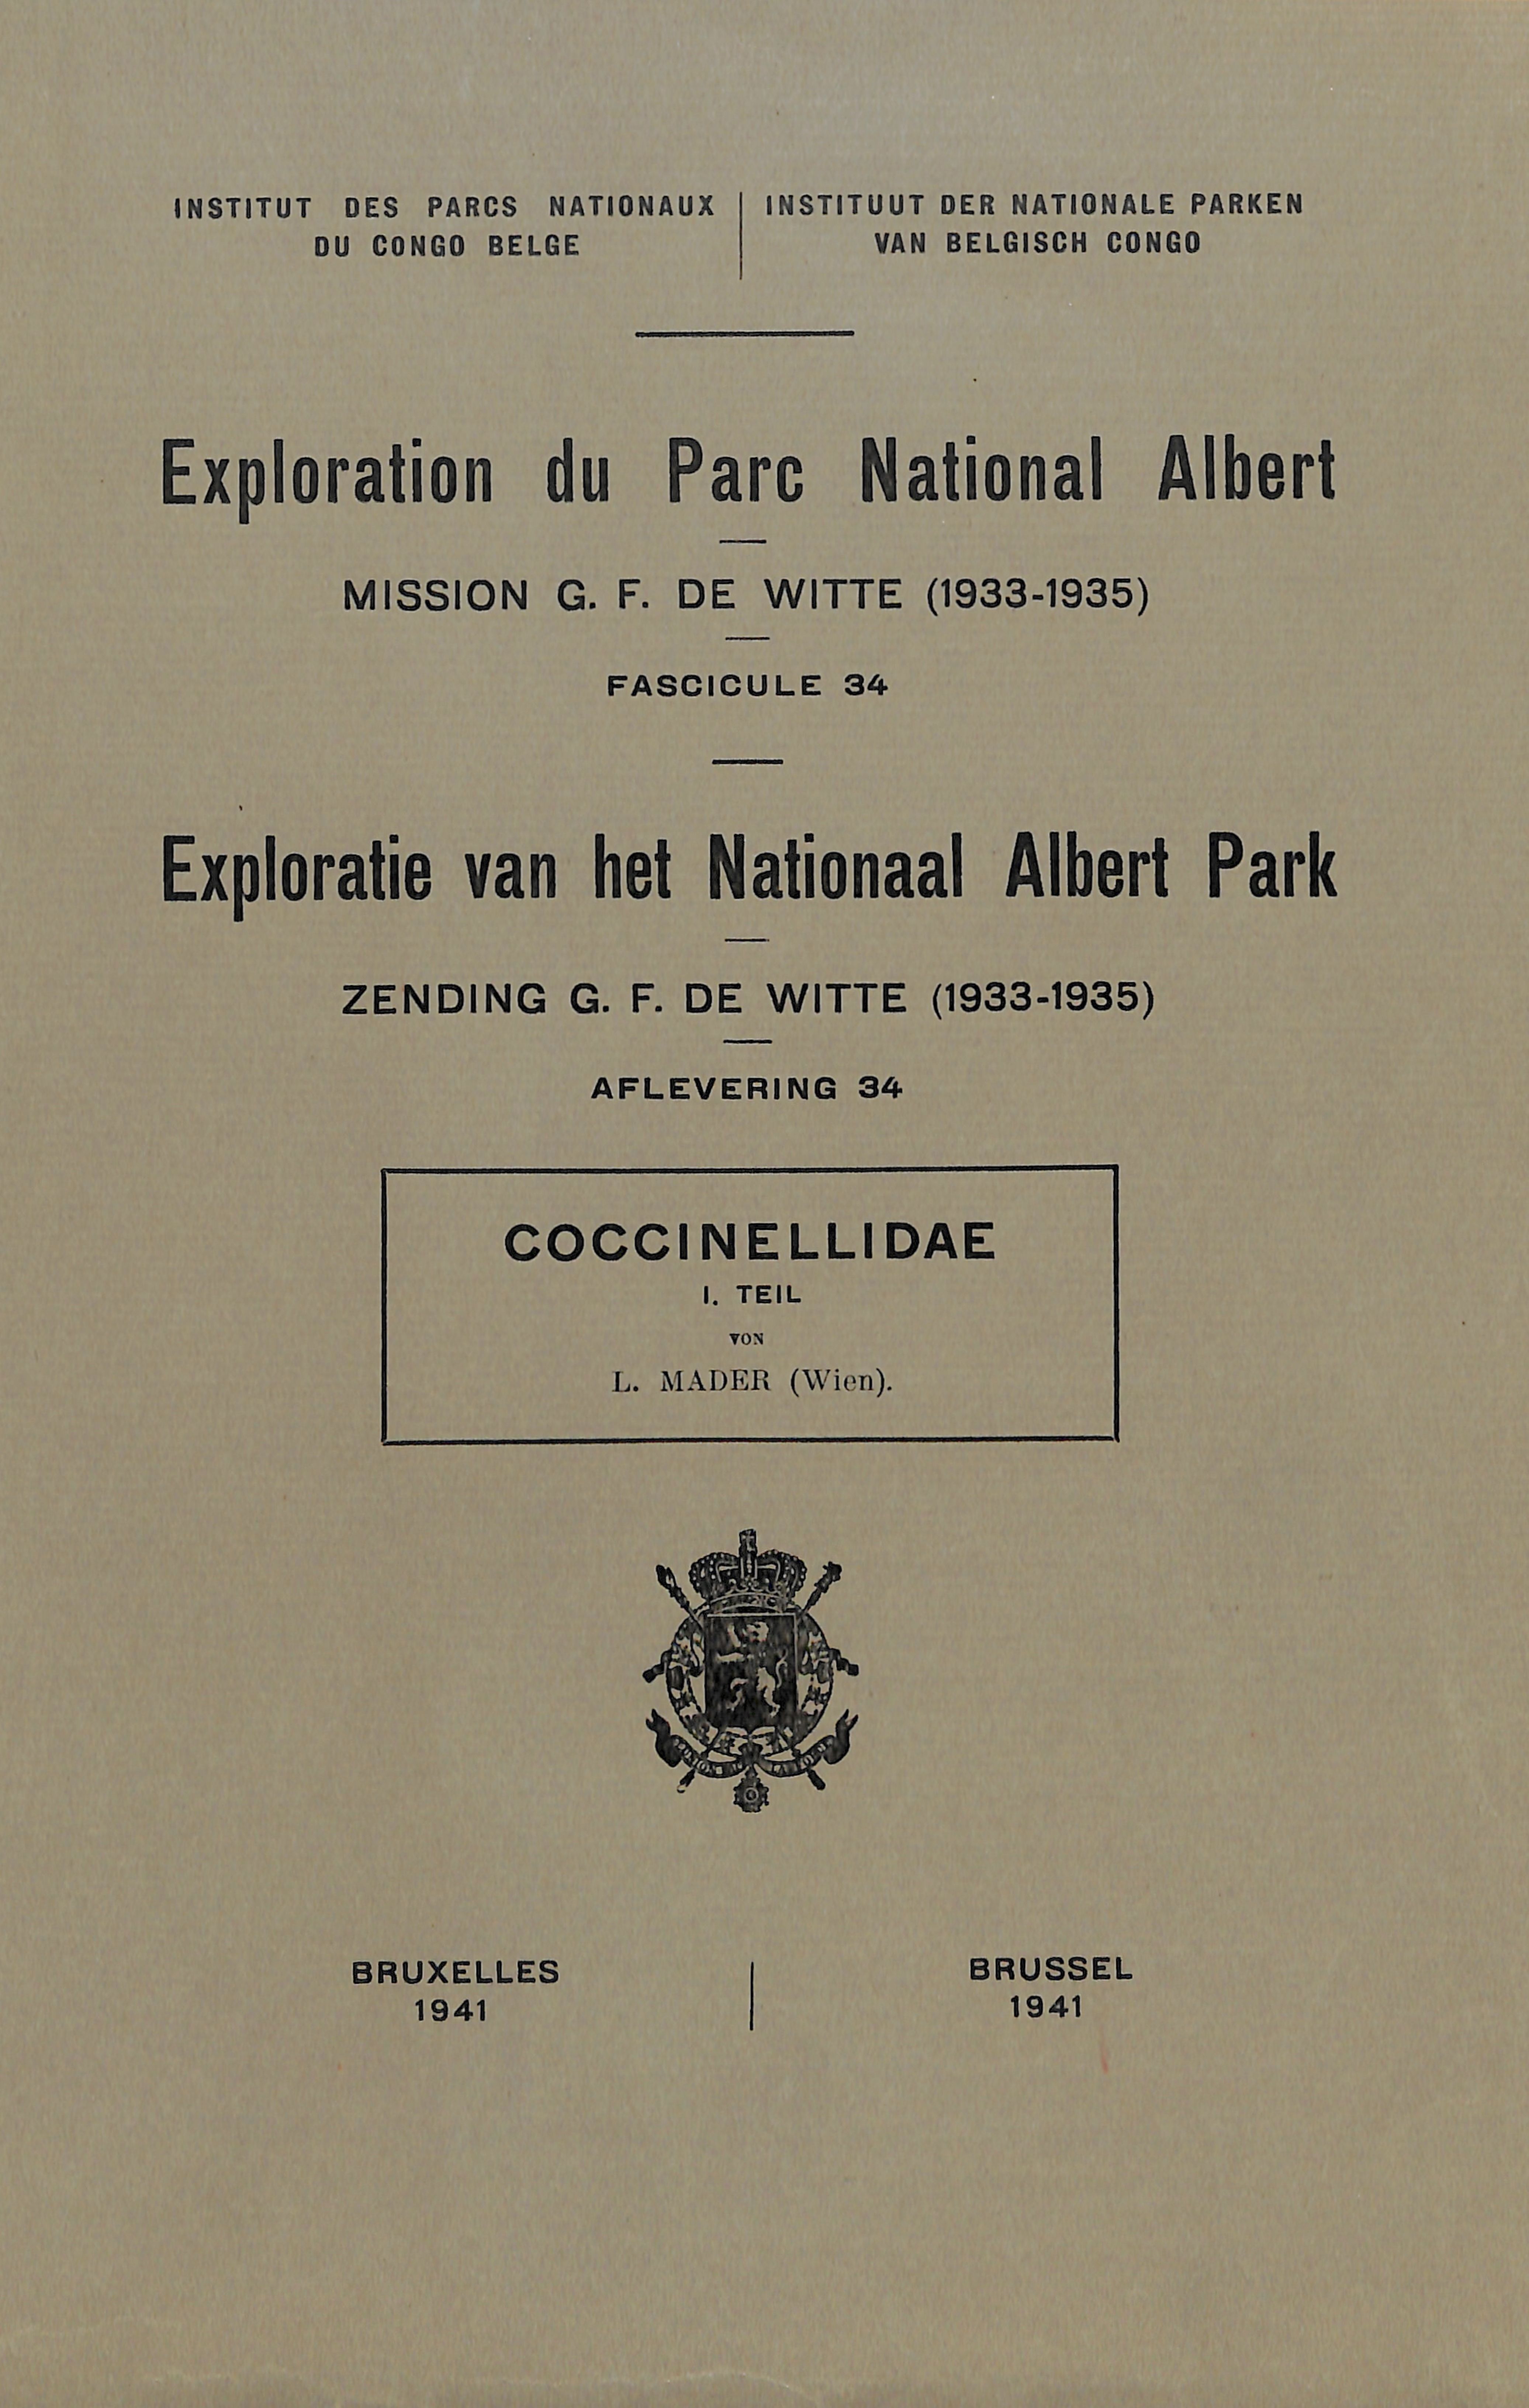 INSTITUT DES PARCS NATIONAUX
DU CONGO BELGE
INSTITUUT DER NATIONALE PARKEN
VAN BELGISCH CONGO
Exploration du Parc National Albert
MISSION G. F. DE WITTE (1933-1935)
FASCICULE 34
Exploratie van het Nationaal Albert Park
ZENDING G. F. DE WITTE (1933-1935)
AFLEVERING 34
COCCINELLIDAE
I. TEIL
VON
L. MADER (Wien).
BRUXELLES
1941
BRUSSEL
1941